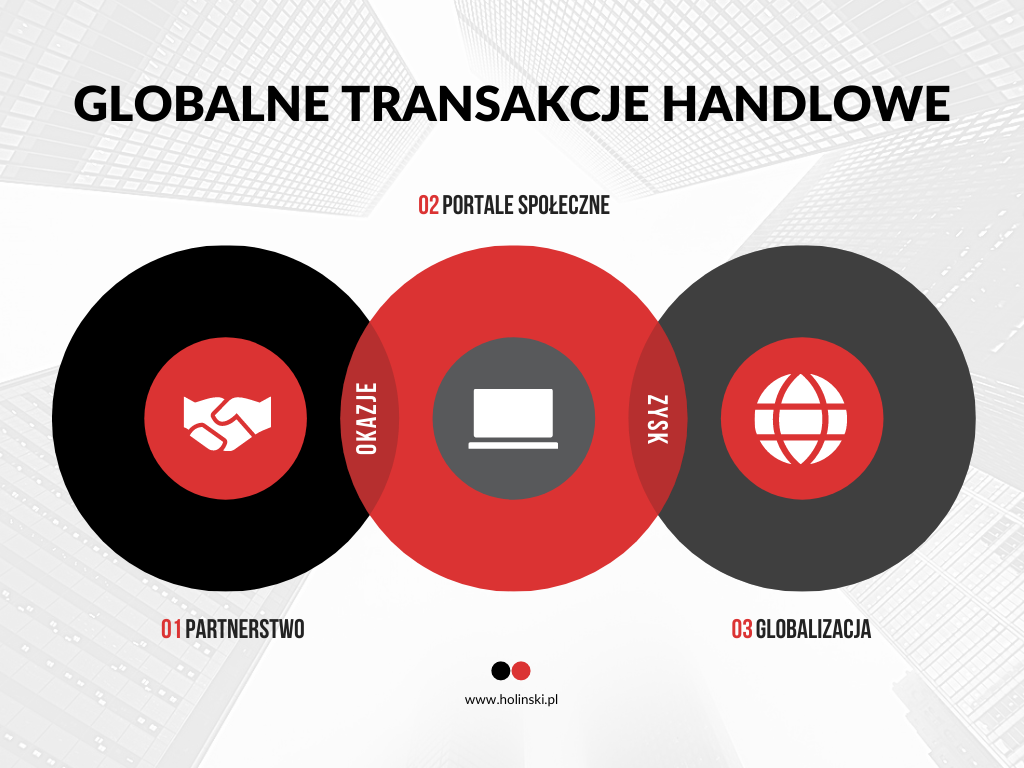 GLOBALNE TRANSAKCJE HANDLOWE
02 PORTALE SPOŁECZNE
OKAZJE
ZYSK
01 PARTNERSTWO
03 GLOBALIZACJA
www.holinski.pl